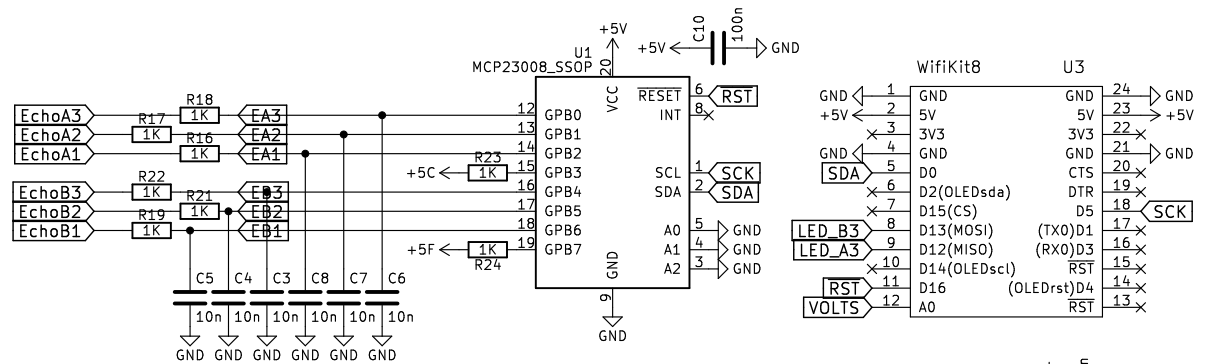 +5V
U1
MCP23008_SSOP
20
VCC
+5V
C10
100n
GND
EchoA3
R18
1K
EA3
12
GPB0
EchoA2
R17
1K
EA2
13
GPB1
EchoA1
R16
1K
EA1
14
GPB2
+5C
R23
1K
15
GPB3
EchoB3
R22
1K
EB3
16
GPB4
EchoB2
R21
1K
EB2
17
GPB5
EchoB1
R19
1K
EB1
18
GPB6
+5F
1K
R24
19
GPB7
RESET
6
RST
INT
8
SCL
1
SCK
SDA
2
SDA
A0
5
GND
A1
4
GND
A2
3
GND
GND
9
GND
C5
C4
C3
C8
C7
C6
10n
10n
10n
10n
10n
10n
GND
GND
GND
GND
GND
GND
WifiKit8
U3
GND
1
GND
GND
24
GND
+5V
2
5V
5V
23
+5V
3
3V3
3V3
22
GND
4
GND
GND
21
GND
SDA
5
D0
CTS
20
6
D2(OLEDsda)
DTR
19
7
D15(CS)
D5
18
SCK
LED_B3
8
D13(MOSI)
(TX0)D1
17
LED_A3
9
D12(MISO)
(RX0)D3
16
10
D14(OLEDscl)
RST
15
RST
11
D16
(OLEDrst)D4
14
VOLTS
12
A0
RST
13